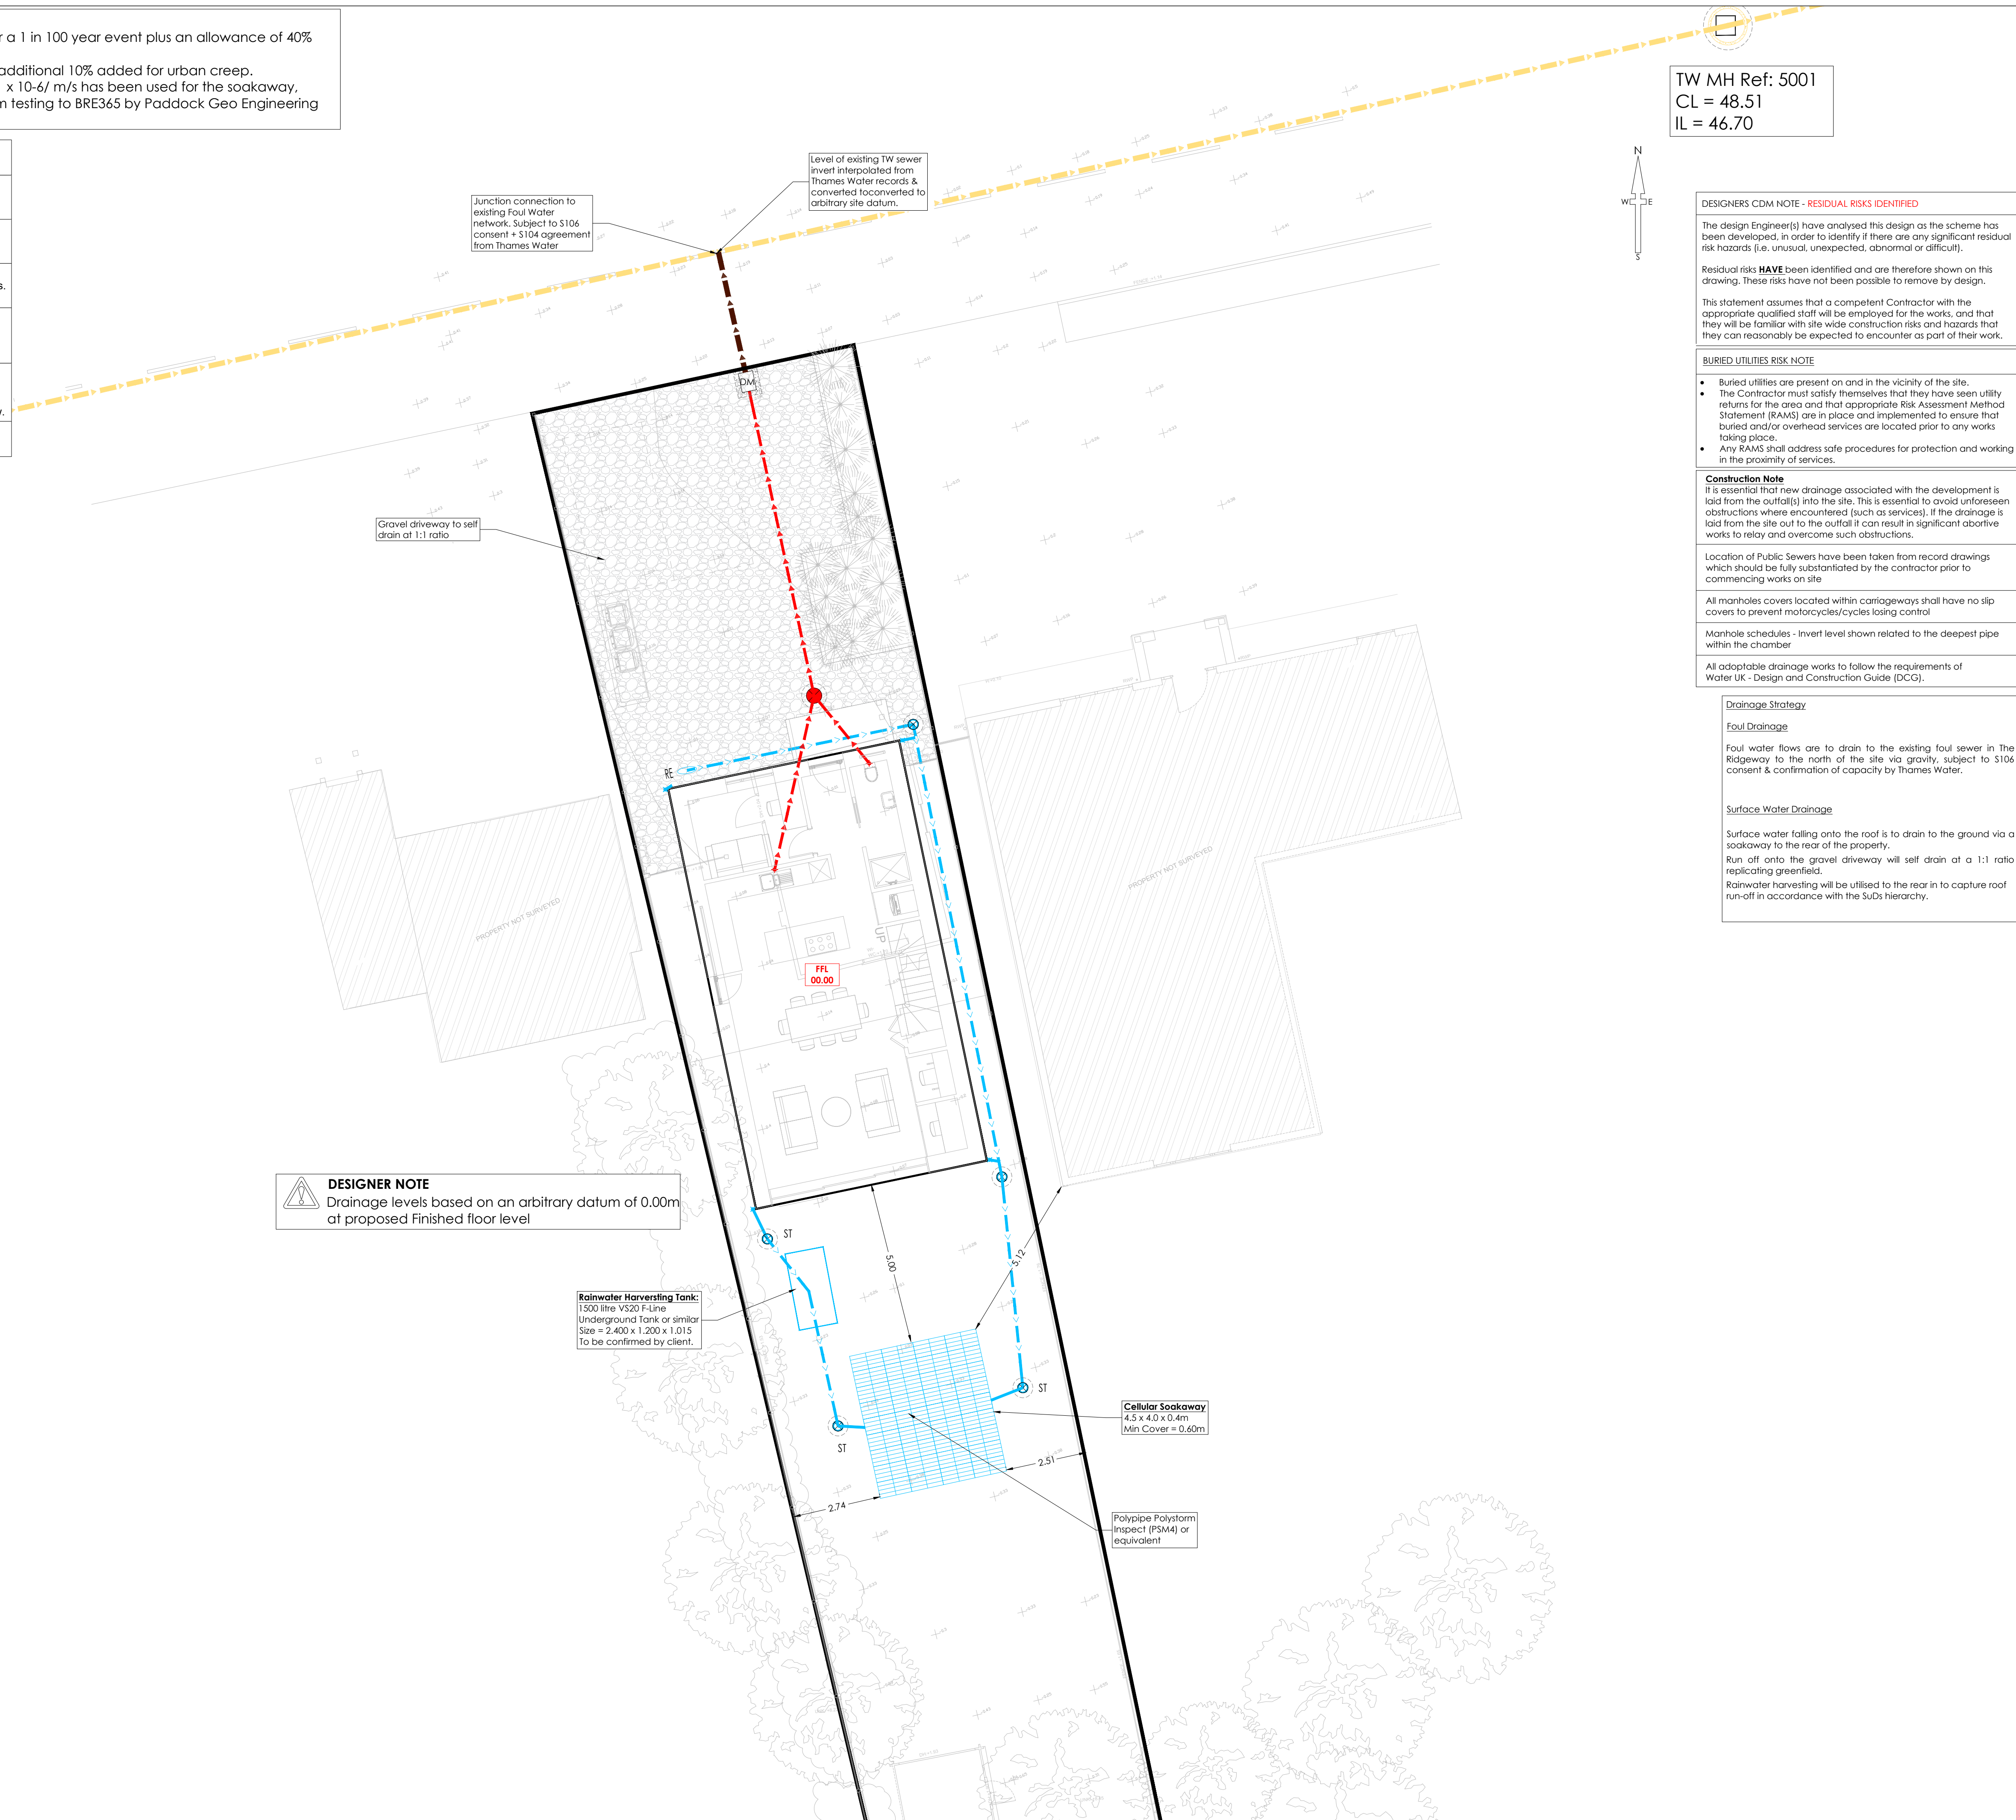 r a 1 in 100 year event plus an allowance of 40%
additional 10% added for urban creep.
x 10-6/ m/s has been used for the soakaway,
m testing to BRE365 by Paddock Geo Engineering
s.
TW MH Ref: 5001
CL = 48.51
IL = 46.70
N
W
E
S
Level of existing TW sewer
invert interpolated from
Thames Water records &
converted toconverted to
arbitrary site datum.
Junction connection to
existing Foul Water
network. Subject to S106
consent + S104 agreement
from Thames Water
DM
Gravel driveway to self
drain at 1:1 ratio
RE
PROPERTY NOT SURVEYED
PROPERTY NOT SURVEYED
UP
FFL
00.00
DESIGNER NOTE
Drainage levels based on an arbitrary datum of 0.00m
at proposed Finished floor level
ST
5.00
5.12
Rainwater Harversting Tank:
1500 litre VS20 F-Line
Underground Tank or similar
Size = 2.400 x 1.200 x 1.015
To be confirmed by client.
ST
Cellular Soakaway
4.5 x 4.0 x 0.4m
Min Cover = 0.60m
ST
2.51
2.74
Polypipe Polystorm
Inspect (PSM4) or
equivalent
DESIGNERS CDM NOTE - RESIDUAL RISKS IDENTIFIED
The design Engineer(s) have analysed this design as the scheme has
been developed, in order to identify if there are any significant residual
risk hazards (i.e. unusual, unexpected, abnormal or difficult).
Residual risks HAVE been identified and are therefore shown on this
drawing. These risks have not been possible to remove by design.
This statement assumes that a competent Contractor with the
appropriate qualified staff will be employed for the works, and that
they will be familiar with site wide construction risks and hazards that
they can reasonably be expected to encounter as part of their work.
BURIED UTILITIES RISK NOTE
• Buried utilities are present on and in the vicinity of the site.
• The Contractor must satisfy themselves that they have seen utility
returns for the area and that appropriate Risk Assessment Method
Statement (RAMS) are in place and implemented to ensure that
buried and/or overhead services are located prior to any works
taking place.
• Any RAMS shall address safe procedures for protection and working
in the proximity of services.
Construction Note
It is essential that new drainage associated with the development is
laid from the outfall(s) into the site. This is essential to avoid unforeseen
obstructions where encountered (such as services). If the drainage is
laid from the site out to the outfall it can result in significant abortive
works to relay and overcome such obstructions.
Location of Public Sewers have been taken from record drawings
which should be fully substantiated by the contractor prior to
commencing works on site
All manholes covers located within carriageways shall have no slip
covers to prevent motorcycles/cycles losing control
Manhole schedules - Invert level shown related to the deepest pipe
within the chamber
All adoptable drainage works to follow the requirements of
Water UK - Design and Construction Guide (DCG).
Drainage Strategy
Foul Drainage
Foul water flows are to drain to the existing foul sewer in The
Ridgeway to the north of the site via gravity, subject to S106
consent & confirmation of capacity by Thames Water.
Surface Water Drainage
Surface water falling onto the roof is to drain to the ground via a
soakaway to the rear of the property.
Run off onto the gravel driveway will self drain at a 1:1 ratio
replicating greenfield.
Rainwater harvesting will be utilised to the rear in to capture roof
run-off in accordance with the SuDs hierarchy.